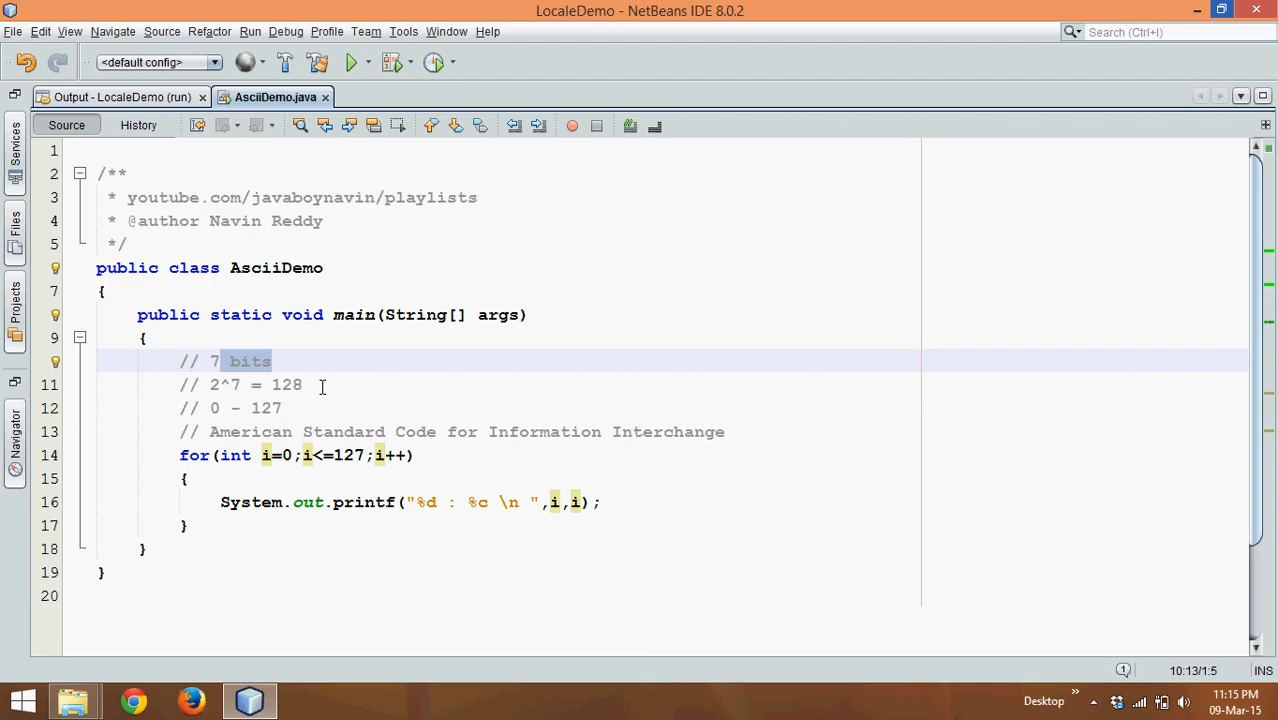 LocaleDemo - NetBeans IDE 8.0.2
File Edit View Navigate Source Refactor Run Debug Profile Team Tools Window Help
Search (Ctrl+I)
<default config>
Output - LocaleDemo (run) AsciiDemo.java
Source History
Services
Files
Projects
Navigator
1
2 /**
3 * youtube.com/javaboynavin/playlists
4 * @author Navin Reddy
5 */
public class AsciiDemo
7 {
public static void main(String[] args)
9 {
// 7 bits
11 // 2^7 = 128
12 // 0 - 127
13 // American Standard Code for Information Interchange
14 for(int i=0;i<=127;i++)
15 {
16 System.out.printf("%d : %c \n ",i,i);
17 }
18 }
19 }
20
1 10:13/1:5 INS
Desktop
11:15 PM
09-Mar-15